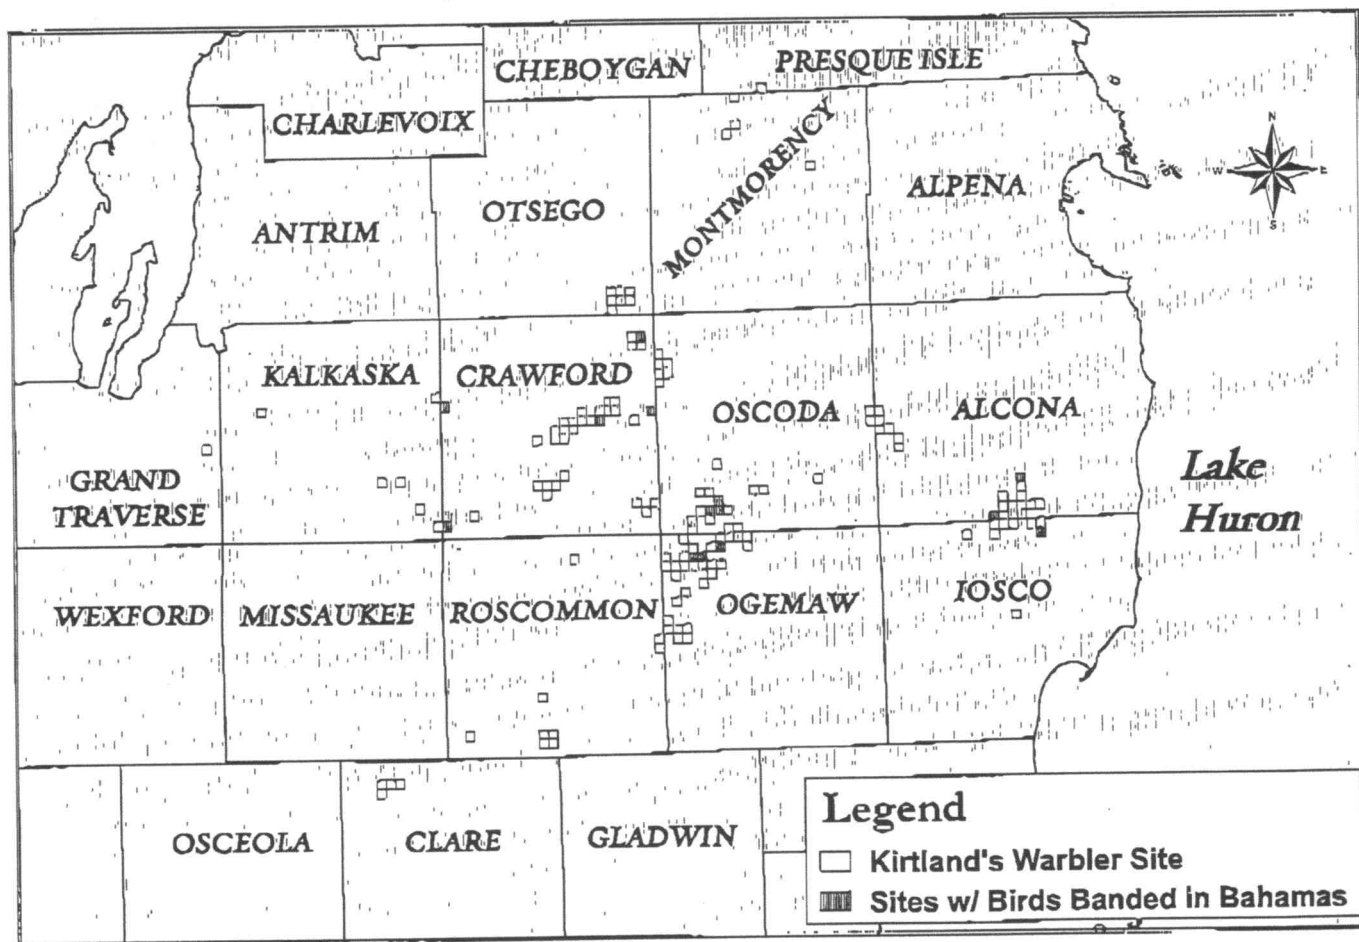 CHEBOYGAN
PRESQUE ISLE
CHARLEVOIX
MONTMORENCY
ALPENA
ANTRIM
OTSEGO
N
W
E
S
KALKASKA
CRAWFORD
OSCODA
ALCONA
GRAND
TRAVERSE
Lake
Huron
WEXFORD
MISSAUKEE
ROSCOMMON
OGEMAW
IOSCO
OSCEOLA
CLARE
GLADWIN
Legend
Kirtland's Warbler Site
Sites w/ Birds Banded in Bahamas